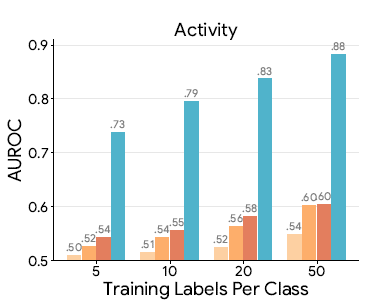 Activity
AUROC
0.9
0.8
0.7
0.6
0.5
.50 .52 .54 .73
.51 .54 .55 .79
.52 .56 .58 .83
.54 .60 .60 .88
5 10 20 50
Training Labels Per Class